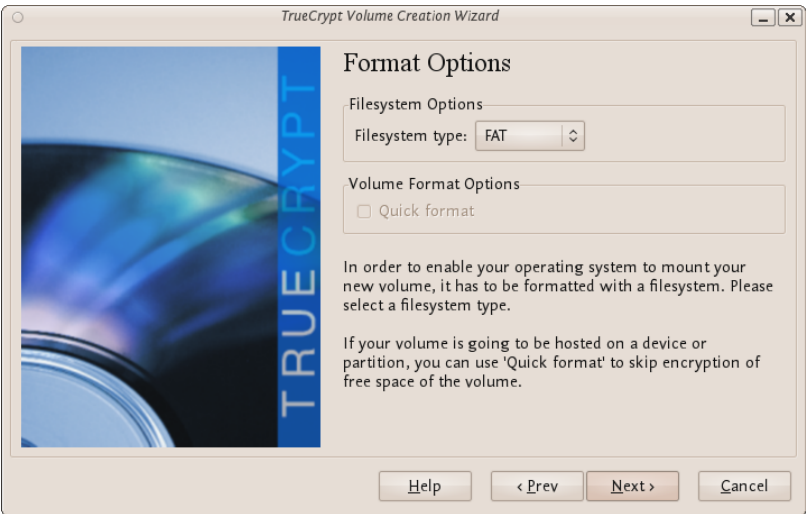 TrueCrypt Volume Creation Wizard
TRUECRYPT
Format Options
Filesystem Options
Filesystem type: FAT
Volume Format Options
Quick format
In order to enable your operating system to mount your
new volume, it has to be formatted with a filesystem. Please
select a filesystem type.
If your volume is going to be hosted on a device or
partition, you can use 'Quick format' to skip encryption of
free space of the volume.
Help
< Prev
Next >
Cancel